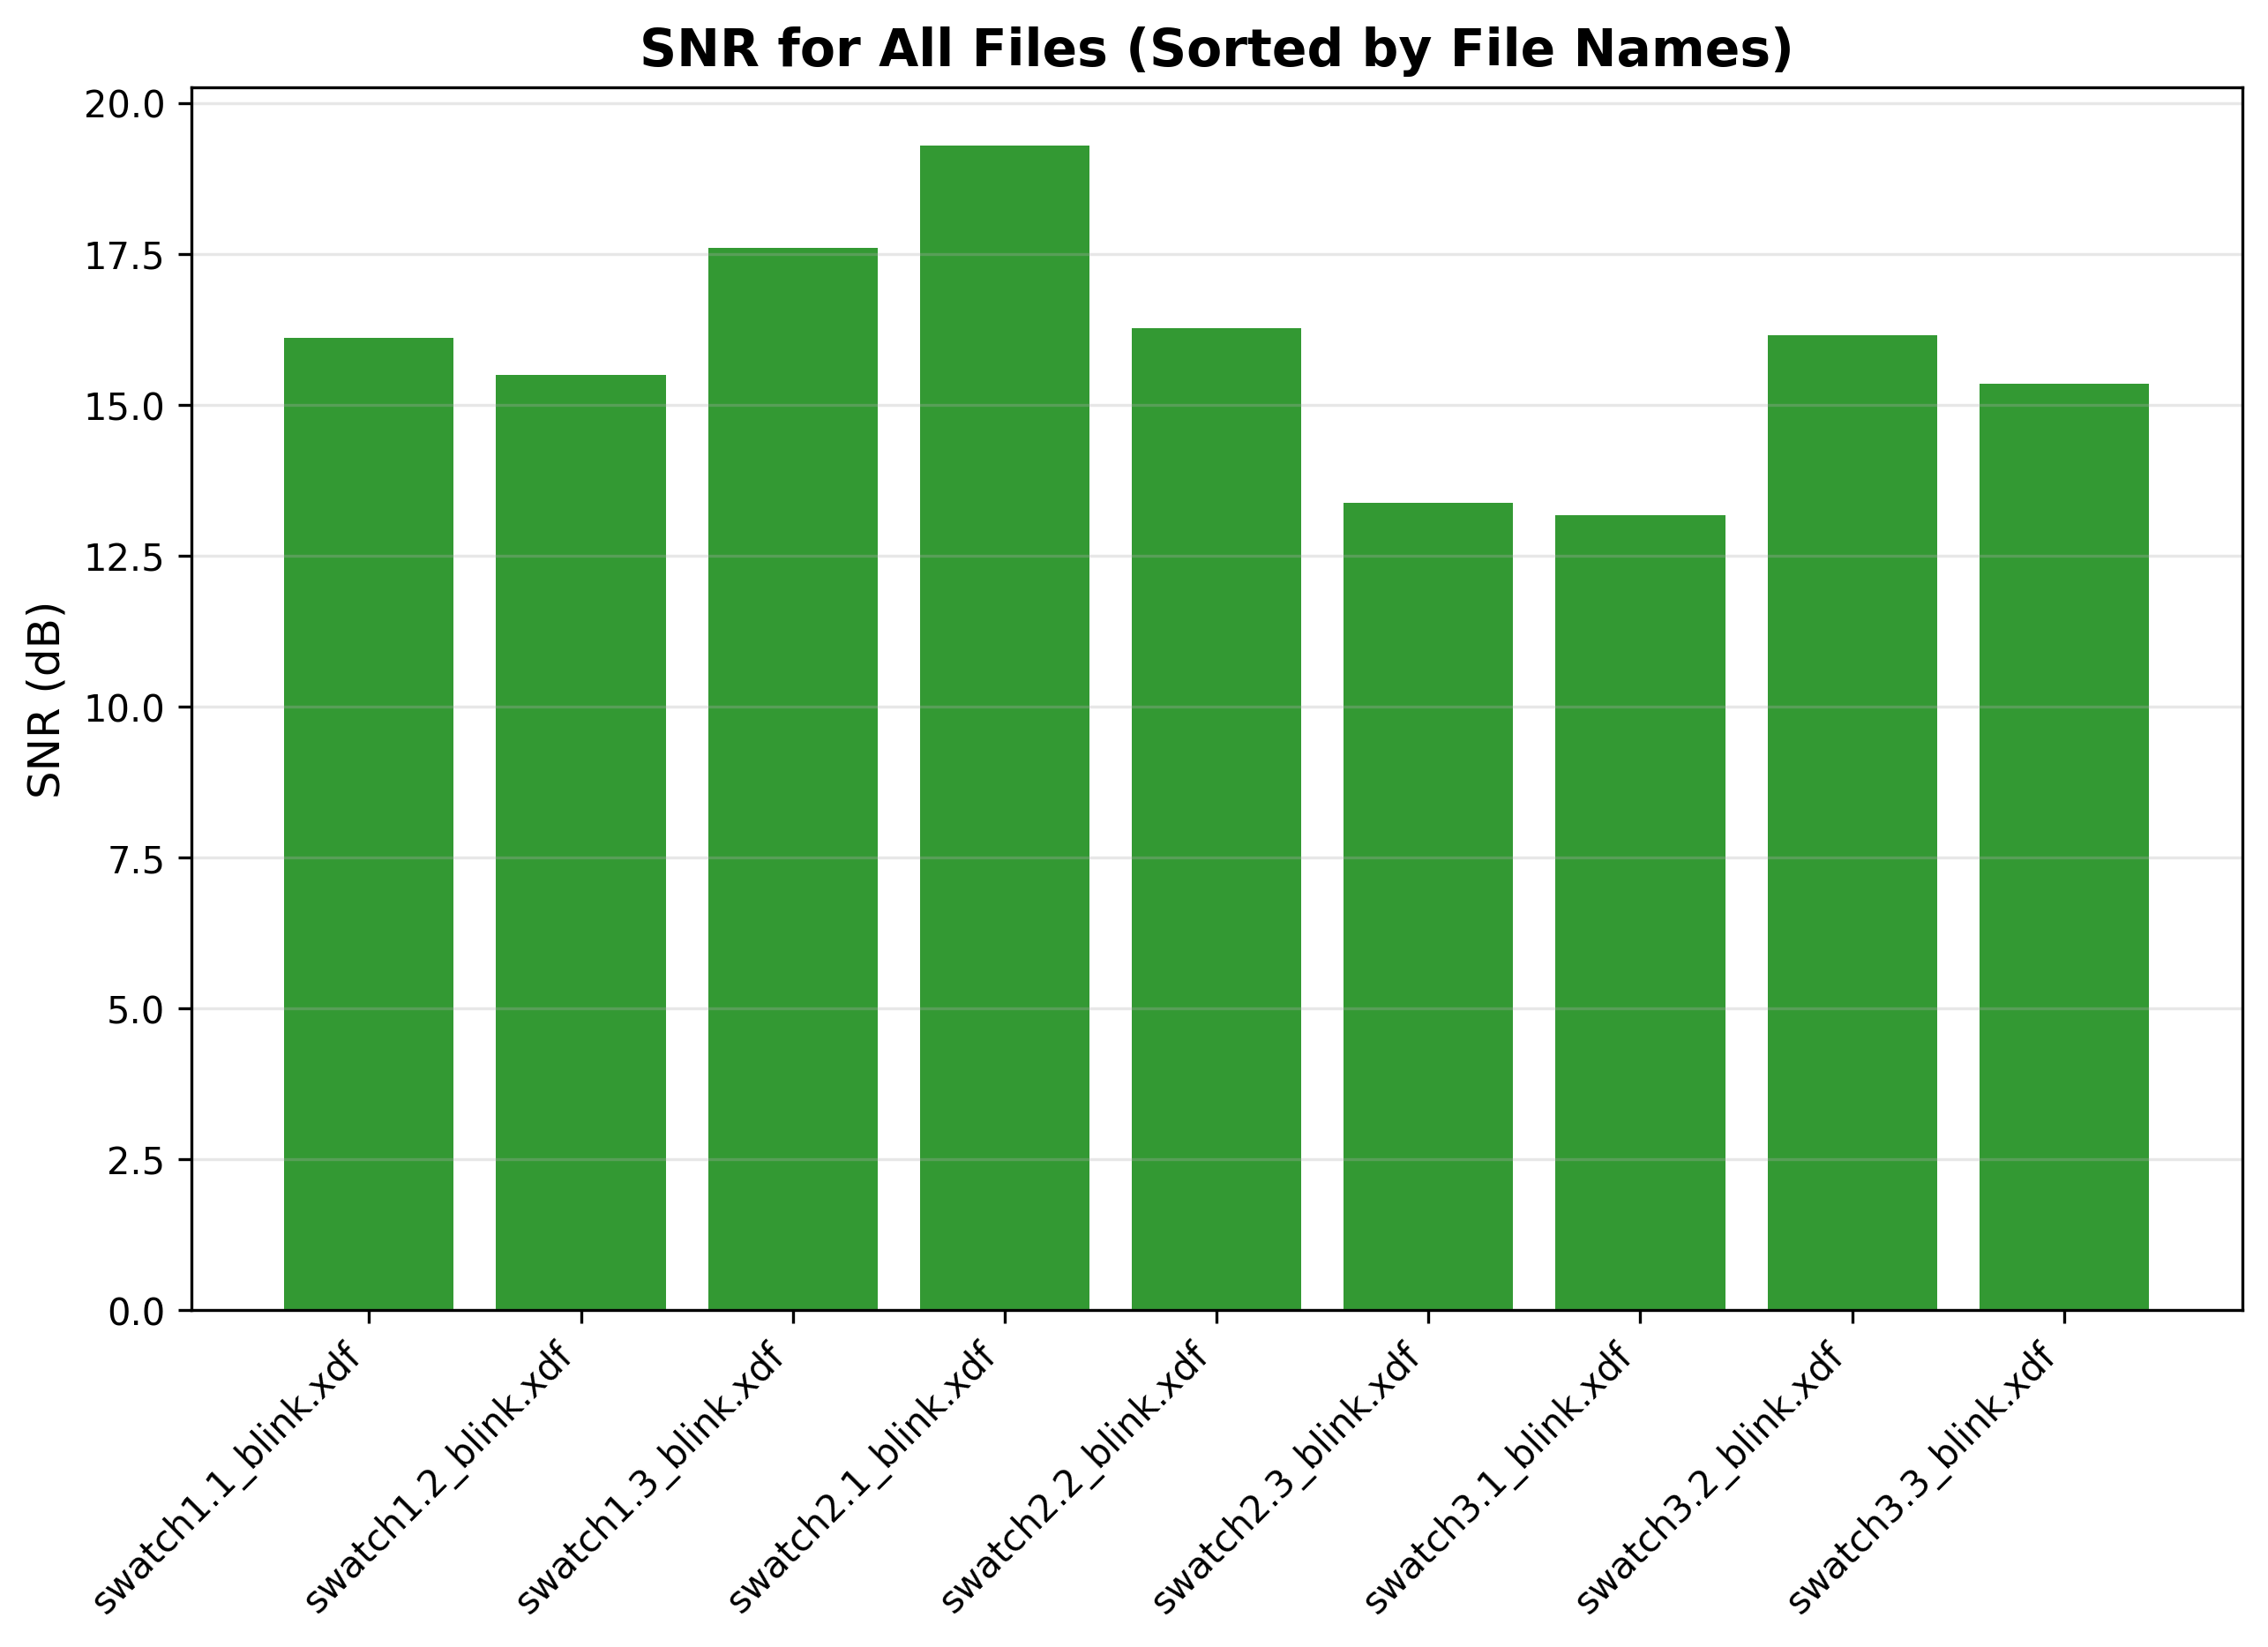 SNR for All Files (Sorted by File Names)
SNR (dB)
20.0
17.5
15.0
12.5
10.0
7.5
5.0
2.5
0.0
swatch1.1_blink.xdf
swatch1.2_blink.xdf
swatch1.3_blink.xdf
swatch2.1_blink.xdf
swatch2.2_blink.xdf
swatch2.3_blink.xdf
swatch3.1_blink.xdf
swatch3.2_blink.xdf
swatch3.3_blink.xdf